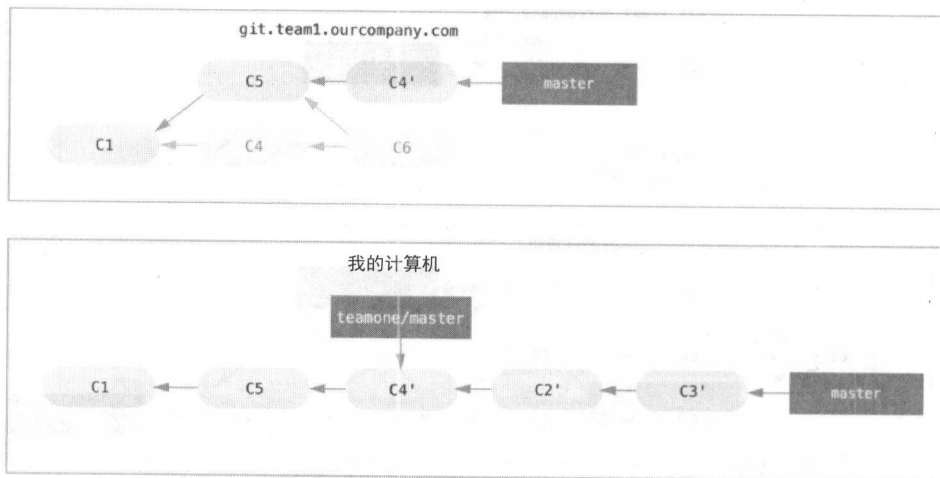 git.team1.ourcompany.com
C5 C4' master
C1 C4 C6
我的计算机
teamone/master
C1 C5 C4' C2' C3' master